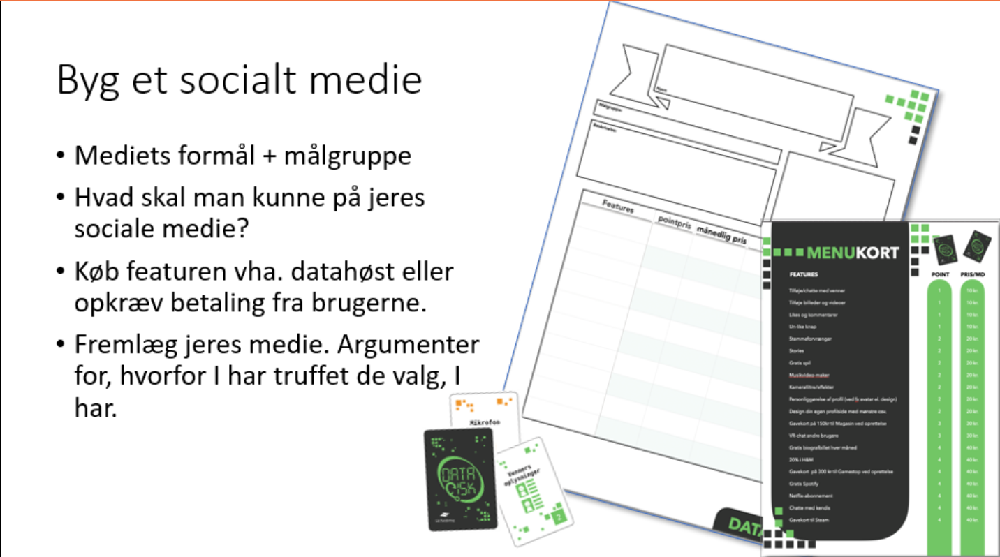 Byg et socialt medie
• Mediets formål + målgruppe
• Hvad skal man kunne på jeres
sociale medie?
• Køb featuren vha. datahøst eller
opkræv betaling fra brugerne.
• Fremlæg jeres medie. Argumenter
for, hvorfor I har truffet de valg, I
har.
Navn
Målgruppe:
Beskrivelse:
Features pointpris månedlig pris
Mikrofon
DATA
Venners
oplysninger
2
DATA
MENUKORT
FEATURES POINT PRIS/MD
Tilføje/chatte med venner 1 10 kr.
Tilføje billeder og videoer 1 10 kr.
Likes og kommentarer 1 10 kr.
Un-like knap 1 10 kr.
Stemmeforvrænger 2 20 kr.
Stories 2 20 kr.
Gratis spil 2 20 kr.
Musikvideo-maker 2 20 kr.
Kamerafiltre/effekter 2 20 kr.
Personliggørelse af profil (ved fx avatar el. design) 2 20 kr.
Design din egen profilside med mønstre osv. 2 20 kr.
Gavekort på 150kr til Magasin ved oprettelse 3 30 kr.
VR-chat andre brugere 3 30 kr.
Gratis biografbillet hver måned 4 40 kr.
20% i H&M 4 40 kr.
Gavekort på 300 kr til Gamestop ved oprettelse 4 40 kr.
Gratis Spotify 4 40 kr.
Netflix-abonnement 4 40 kr.
Chatte med kendis 4 40 kr.
Gavekort til Steam 4 40 kr.